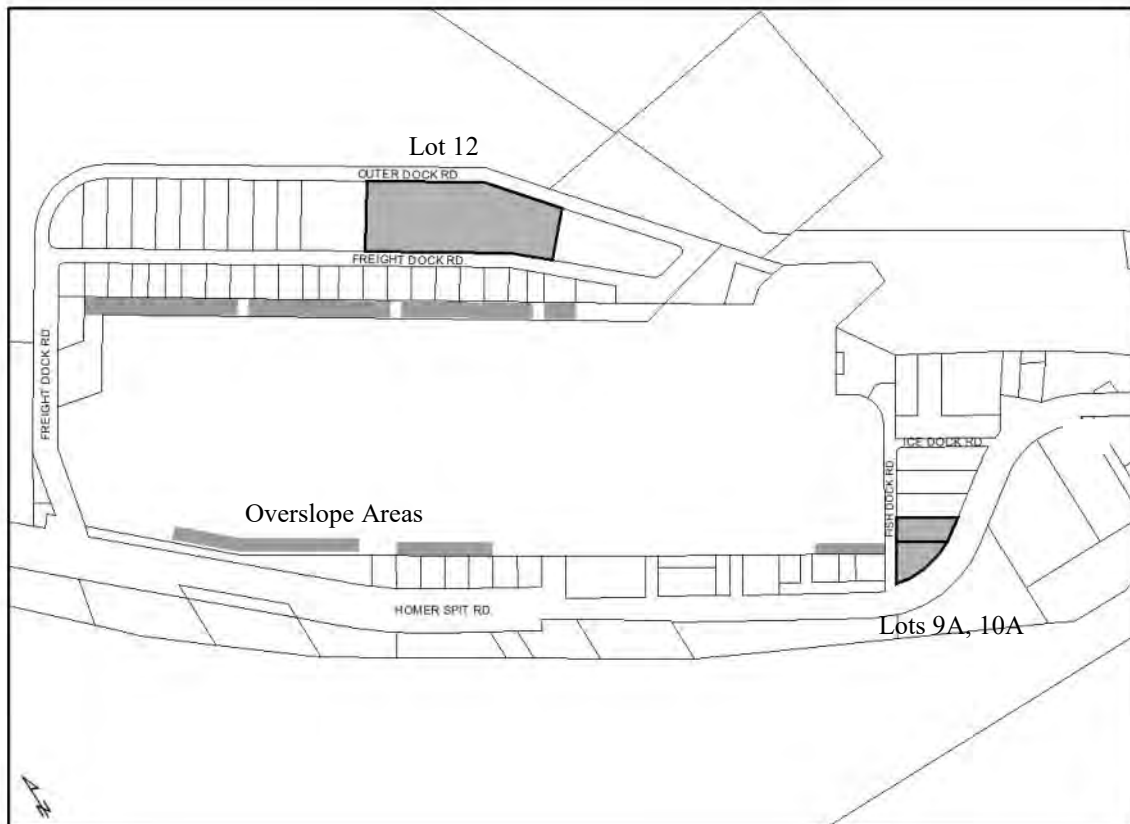 Lot 12
OUTER DOCK RD.
FREIGHT DOCK RD.
FREIGHT DOCK RD.
ICE DOCK RD.
FISH DOCK RD.
Overslope Areas
HOMER SPIT RD.
Lots 9A, 10A
N